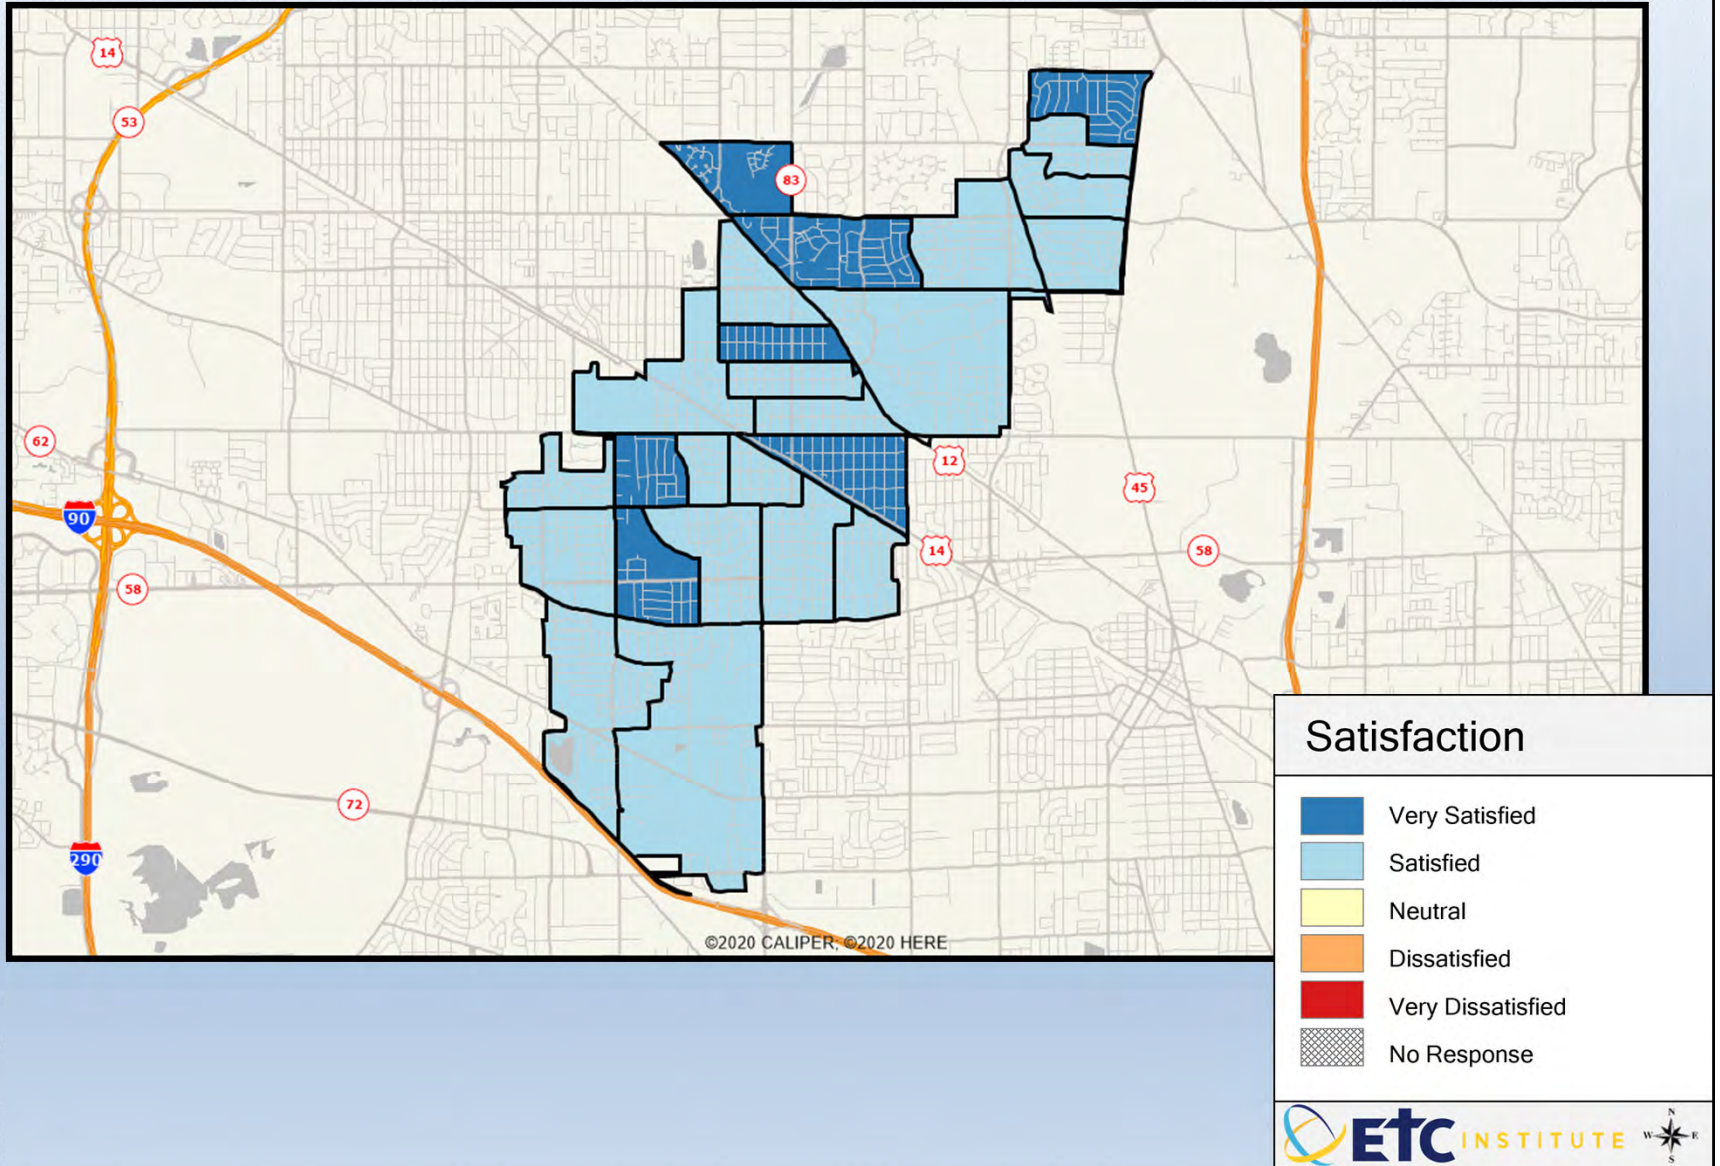 14
53
83
62
12
45
90
14
58
58
72
290
©2020 CALIPER; ©2020 HERE
Satisfaction
Very Satisfied
Satisfied
Neutral
Dissatisfied
Very Dissatisfied
No Response
ETC INSTITUTE
N
W E
S